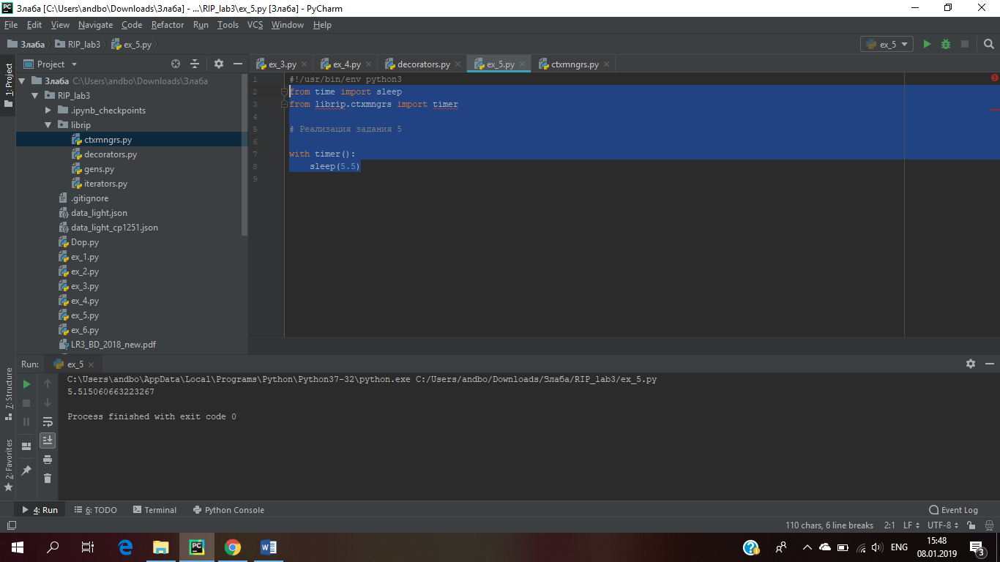 Злаба [C:\Users\andbo\Downloads\Злаба] - ...\RIP_lab3\ex_5.py [Злаба] - PyCharm
File Edit View Navigate Code Refactor Run Tools VCS Window Help
Злаба RIP_lab3 ex_5.py
ex_5
1: Project
Project
Злаба C:\Users\andbo\Downloads\Злаба
RIP_lab3
.ipynb_checkpoints
librip
ctxmngrs.py
decorators.py
gens.py
iterators.py
.gitignore
data_light.json
data_light_cp1251.json
Dop.py
ex_1.py
ex_2.py
ex_3.py
ex_4.py
ex_5.py
ex_6.py
LR3_BD_2018_new.pdf
ex_3.py ex_4.py decorators.py ex_5.py ctxmngrs.py
1 #!/usr/bin/env python3
2 from time import sleep
3 from librip.ctxmngrs import timer
4
5 # Реализация задания 5
6
7 with timer():
8 sleep(5.5)
9
Run: ex_5
C:\Users\andbo\AppData\Local\Programs\Python\Python37-32\python.exe C:/Users/andbo/Downloads/Злаба/RIP_lab3/ex_5.py
5.515060663223267
Process finished with exit code 0
7: Structure
2: Favorites
4: Run 6: TODO Terminal Python Console Event Log
110 chars, 6 line breaks 2:1 LF UTF-8
ENG
15:48
08.01.2019
3